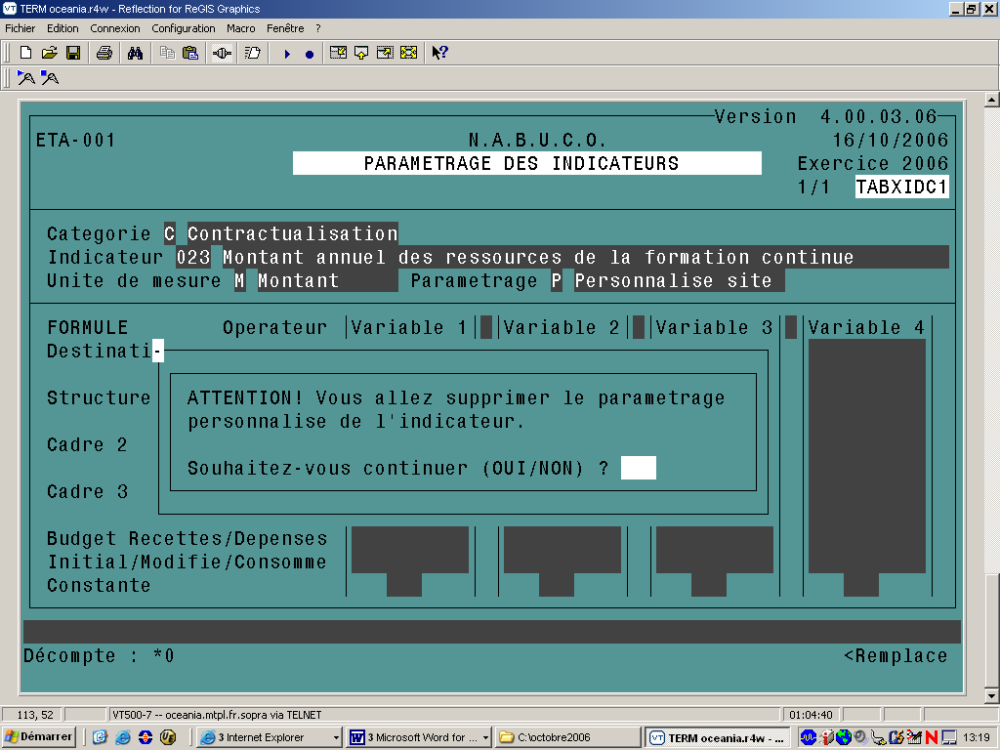 TERM oceania.r4w - Reflection for ReGIS Graphics
Fichier Edition Connexion Configuration Macro Fenêtre ?
Version 4.00.03.06
ETA-001 N.A.B.U.C.O. 16/10/2006
PARAMETRAGE DES INDICATEURS Exercice 2006
1/1 TABXIDC1
Categorie C Contractualisation
Indicateur 023 Montant annuel des ressources de la formation continue
Unite de mesure M Montant Parametrage P Personnalise site
FORMULE Operateur Variable 1 Variable 2 Variable 3 Variable 4
Destinati-
Structure
Cadre 2
Cadre 3
ATTENTION! Vous allez supprimer le parametrage
personnalise de l'indicateur.
Souhaitez-vous continuer (OUI/NON) ?
Budget Recettes/Depenses
Initial/Modifie/Consomme
Constante
Décompte : *0 <Remplace
113, 52 VT500-7 -- oceania.mtpl.fr.sopra via TELNET 01:04:40
Démarrer 3 Internet Explorer 3 Microsoft Word for ... C:\octobre2006 TERM oceania.r4w - ... 13:19